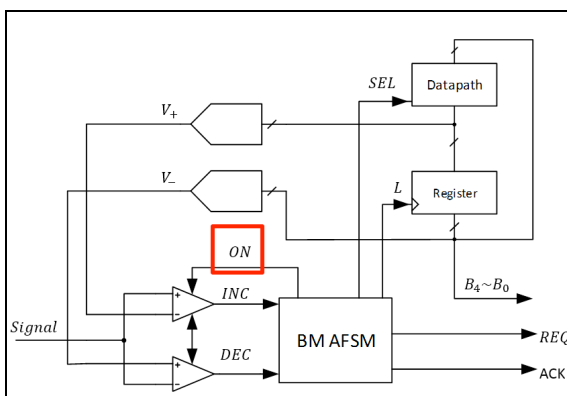 SEL
Datapath
V+
V−
L
Register
ON
INC
B4~B0
Signal
BM AFSM
REQ
DEC
ACK